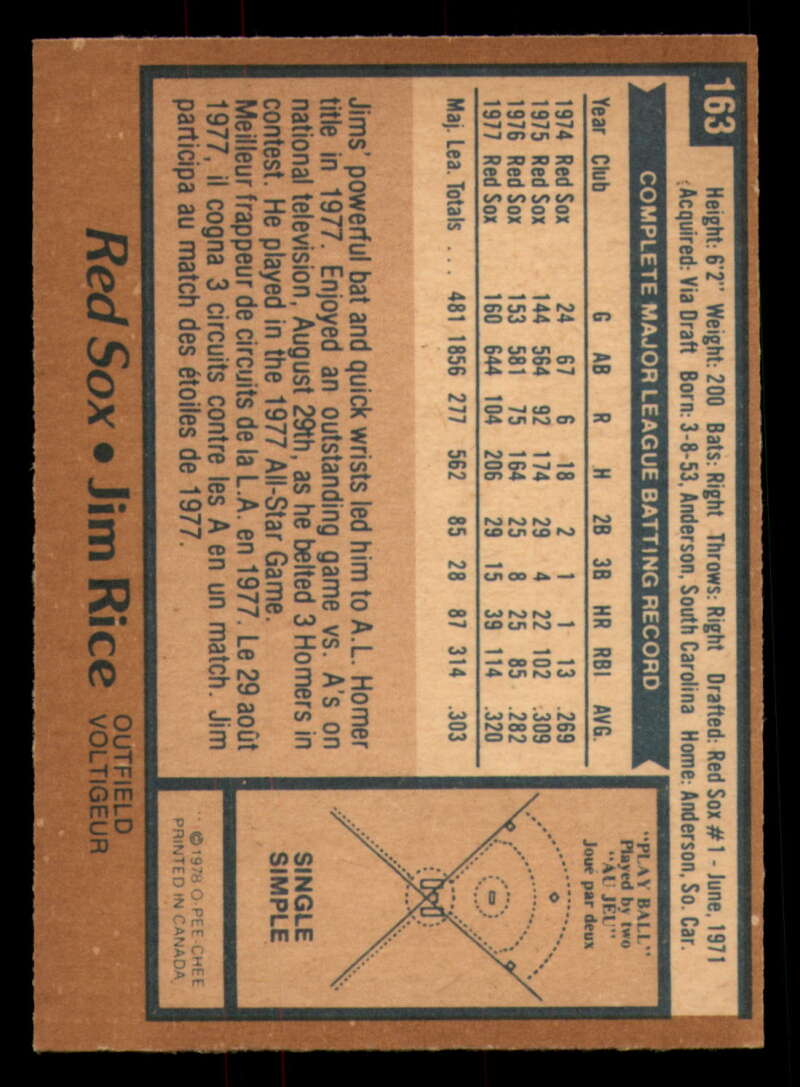 163
Height: 6'2" Weight: 200 Bats: Right Throws: Right Drafted: Red Sox #1 - June, 1971
Acquired: Via Draft Born: 3-8-53, Anderson, South Carolina Home: Anderson, So. Car.
COMPLETE MAJOR LEAGUE BATTING RECORD
Year Club G AB R H 2B 3B HR RBI AVG.
1974 Red Sox 24 67 6 18 2 1 1 13 .269
1975 Red Sox 144 564 92 174 29 4 22 102 .309
1976 Red Sox 153 581 75 164 25 8 25 85 .282
1977 Red Sox 160 644 104 206 29 15 39 114 .320
Maj. Lea. Totals . . . 481 1856 277 562 85 28 87 314 .303
Jims' powerful bat and quick wrists led him to A.L. Homer
title in 1977. Enjoyed an outstanding game vs. A's on
national television, August 29th, as he belted 3 Homers in
contest. He played in the 1977 All-Star Game.
Meilleur frappeur de circuits de la L.A. en 1977. Le 29 août
1977, il cogna 3 circuits contre les A en un match. Jim
participa au match des étoiles de 1977.
"PLAY BALL"
Played by two
"AU JEU"
Joué par deux
SINGLE
SIMPLE
©1978 O-PEE-CHEE
PRINTED IN CANADA
Red Sox • Jim Rice
OUTFIELD
VOLTIGEUR